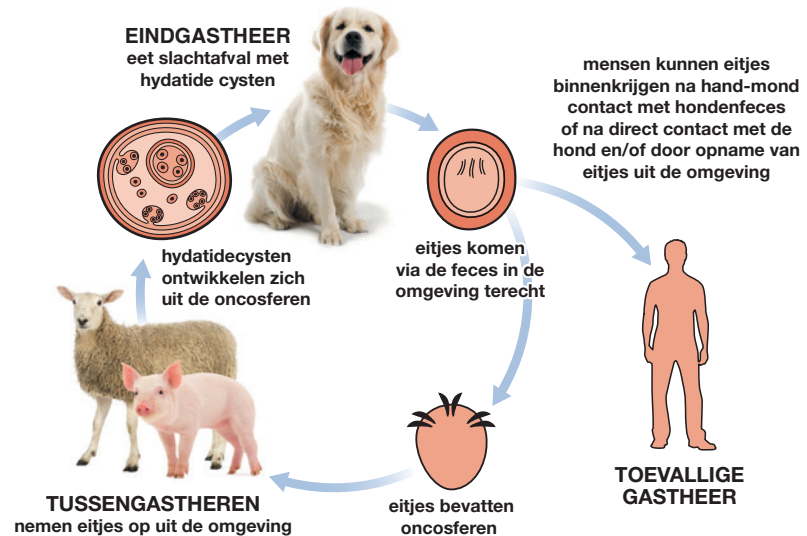 EINDGASTHEER
eet slachtafval met
hydatide cysten
mensen kunnen eitjes
binnenkrijgen na hand-mond
contact met hondenfeces
of na direct contact met de
hond en/of door opname van
eitjes uit de omgeving
eitjes komen
via de feces in de
omgeving terecht
hydatidecysten
ontwikkelen zich
uit de oncosferen
TOEVALLIGE
GASTHEER
TUSSENGASTHEREN
nemen eitjes op uit de omgeving
eitjes bevatten
oncosferen